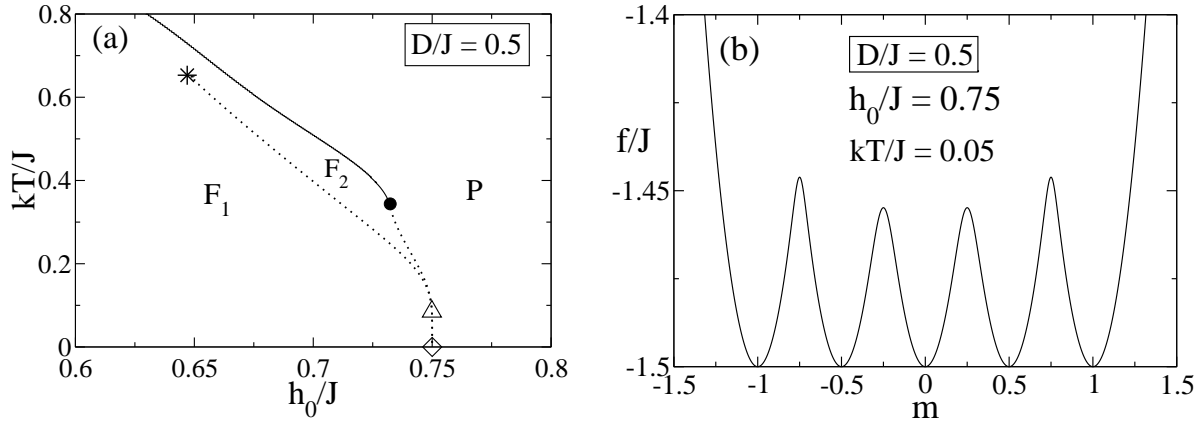 (a)
D/J = 0.5
0.8
0.6
0.4
0.2
0
kT/J
F1
F2
P
0.6
0.65
0.7
0.75
0.8
h0/J
(b)
D/J = 0.5
h0/J = 0.75
kT/J = 0.05
f/J
-1.4
-1.45
-1.5
-1.5
-1
-0.5
0
0.5
1
1.5
m